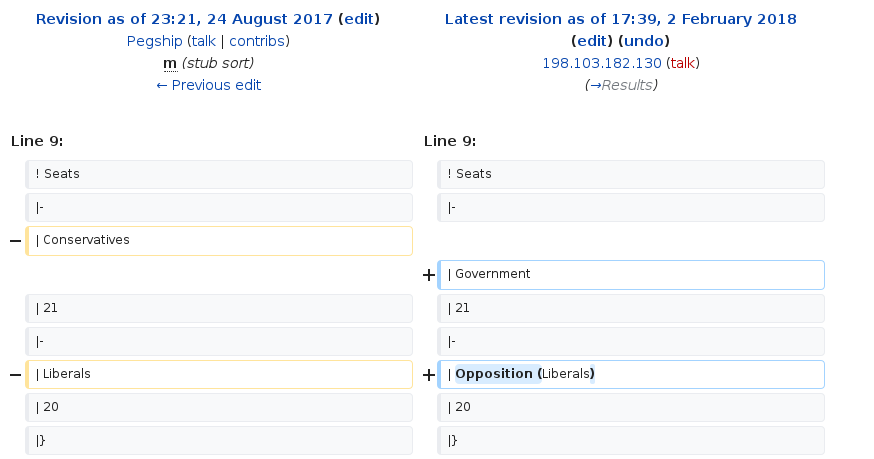 Revision as of 23:21, 24 August 2017 (edit)
Pegship (talk | contribs)
m (stub sort)
← Previous edit
Latest revision as of 17:39, 2 February 2018
(edit) (undo)
198.103.182.130 (talk)
(→Results)
Line 9:
Line 9:
! Seats
! Seats
|-
|-
− | Conservatives
+ | Government
| 21
| 21
|-
|-
− | Liberals
+ | Opposition (Liberals)
| 20
| 20
|}
|}